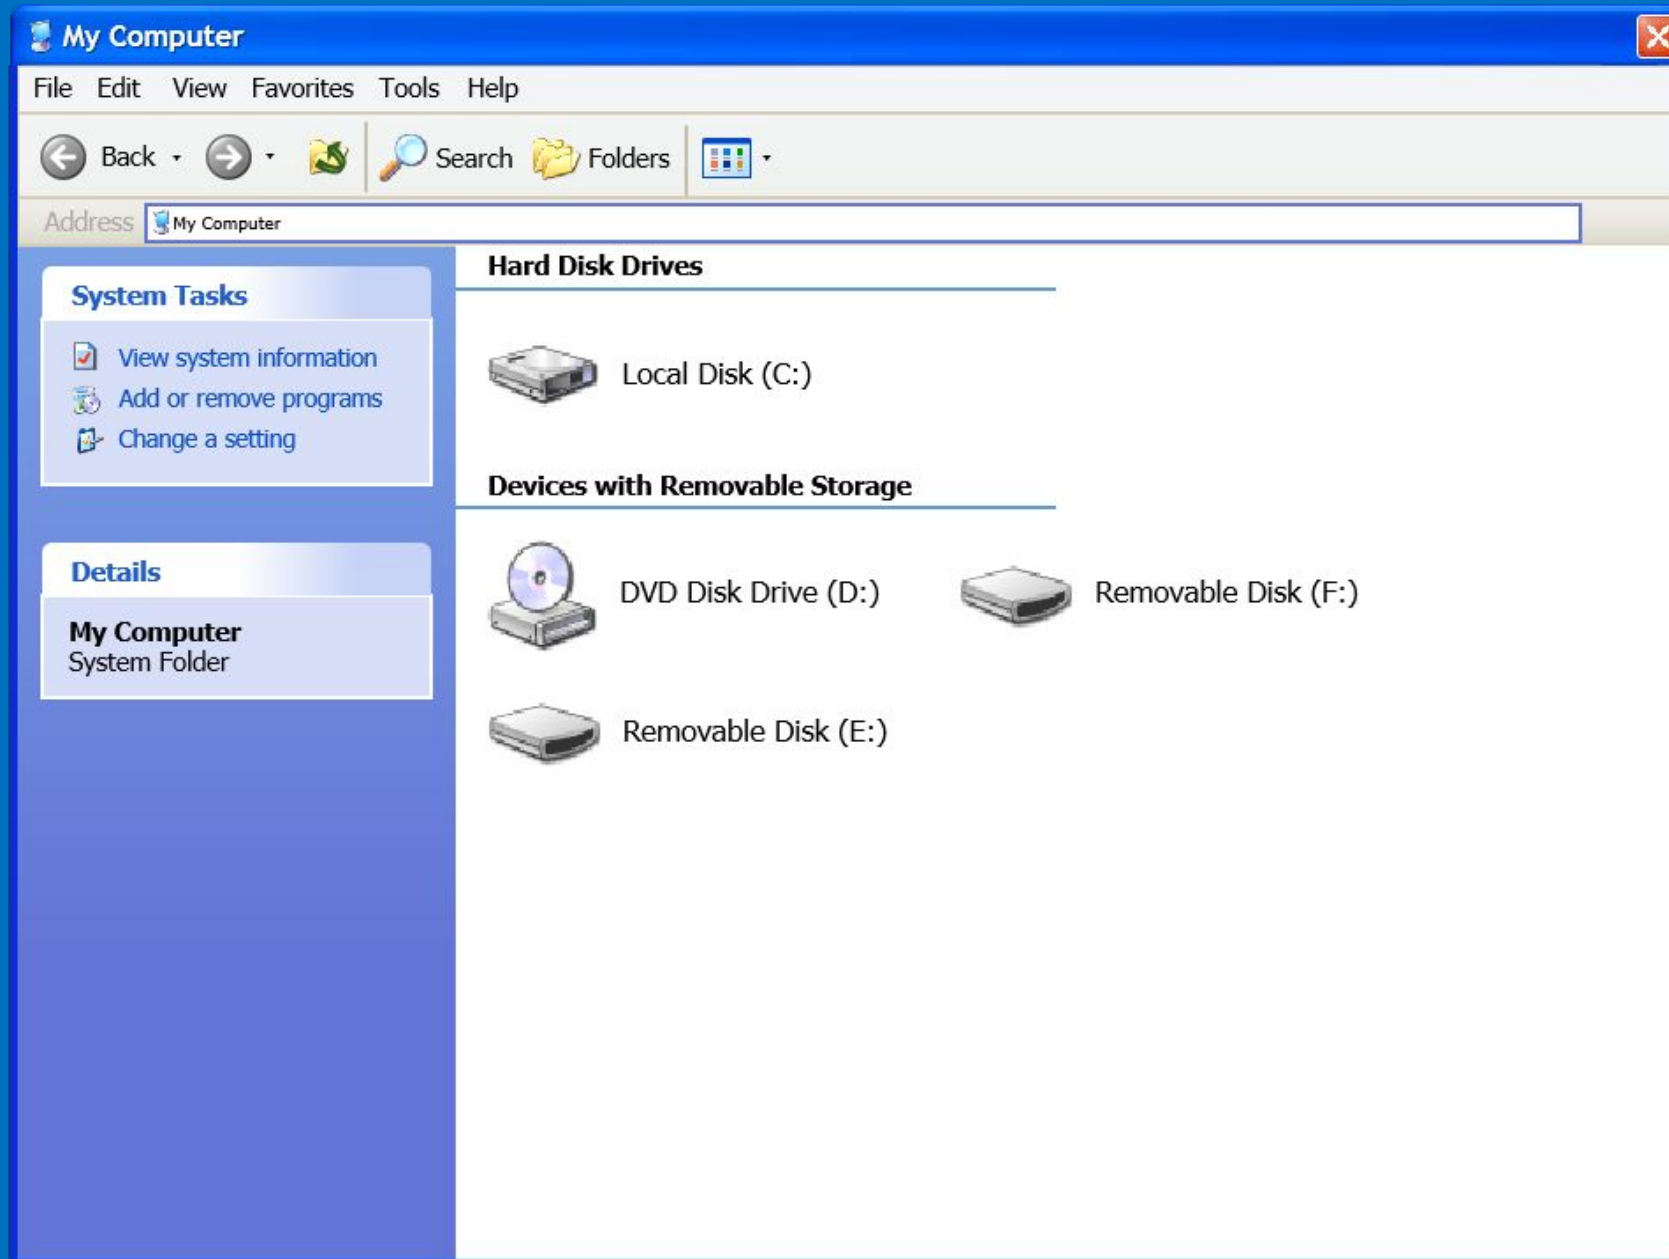 My Computer
File Edit View Favorites Tools Help
Back Search Folders
Address My Computer
System Tasks
View system information
Add or remove programs
Change a setting
Details
My Computer
System Folder
Hard Disk Drives
Local Disk (C:)
Devices with Removable Storage
DVD Disk Drive (D:) Removable Disk (F:)
Removable Disk (E:)